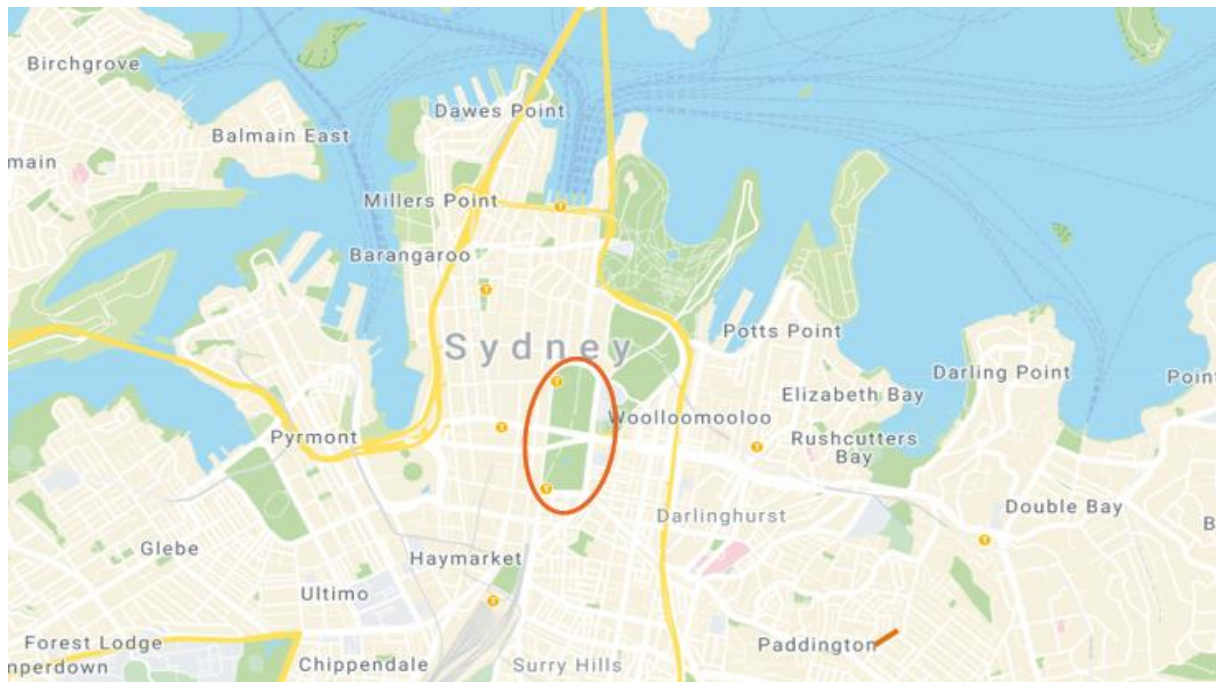 Birchgrove
Dawes Point
Balmain East
main
Millers Point
Barangaroo
Sydney
Potts Point
Darling Point
Point
Elizabeth Bay
Woolloomooloo
Pyrmont
Rushcutters
Bay
Double Bay
Darlinghurst
B
Glebe
Haymarket
Ultimo
Forest Lodge
Paddington
mperdown
Chippendale
Surry Hills